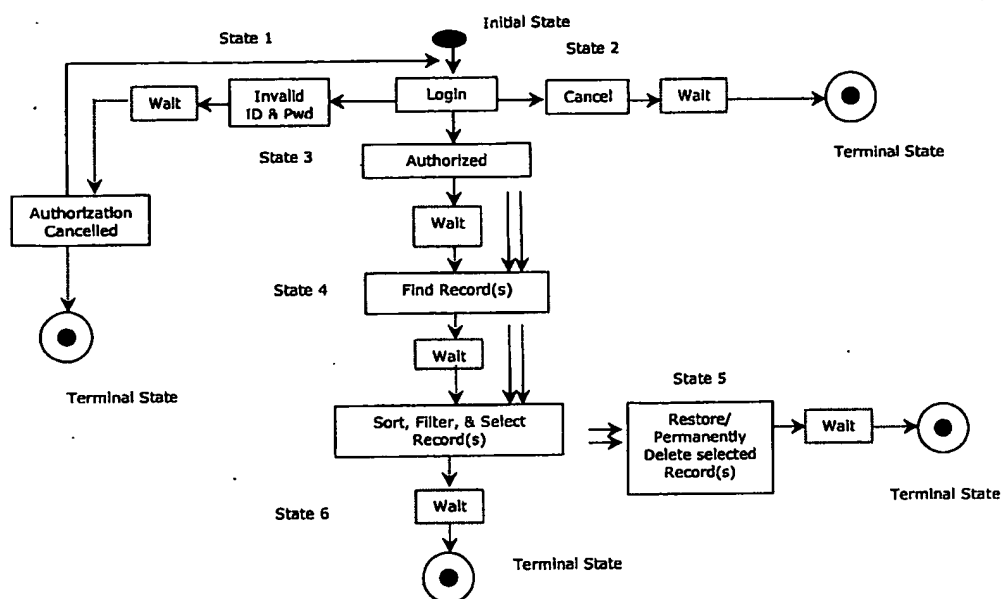 Initial State
State 1
State 2
Wait
Invalid
ID & Pwd
Login
Cancel
Wait
Terminal State
State 3
Authorized
Authorization
Cancelled
Wait
State 4
Find Record(s)
Terminal State
Wait
State 5
Sort, Filter, & Select
Record(s)
Restore/
Permanently
Delete selected
Record(s)
Wait
Terminal State
State 6
Wait
Terminal State